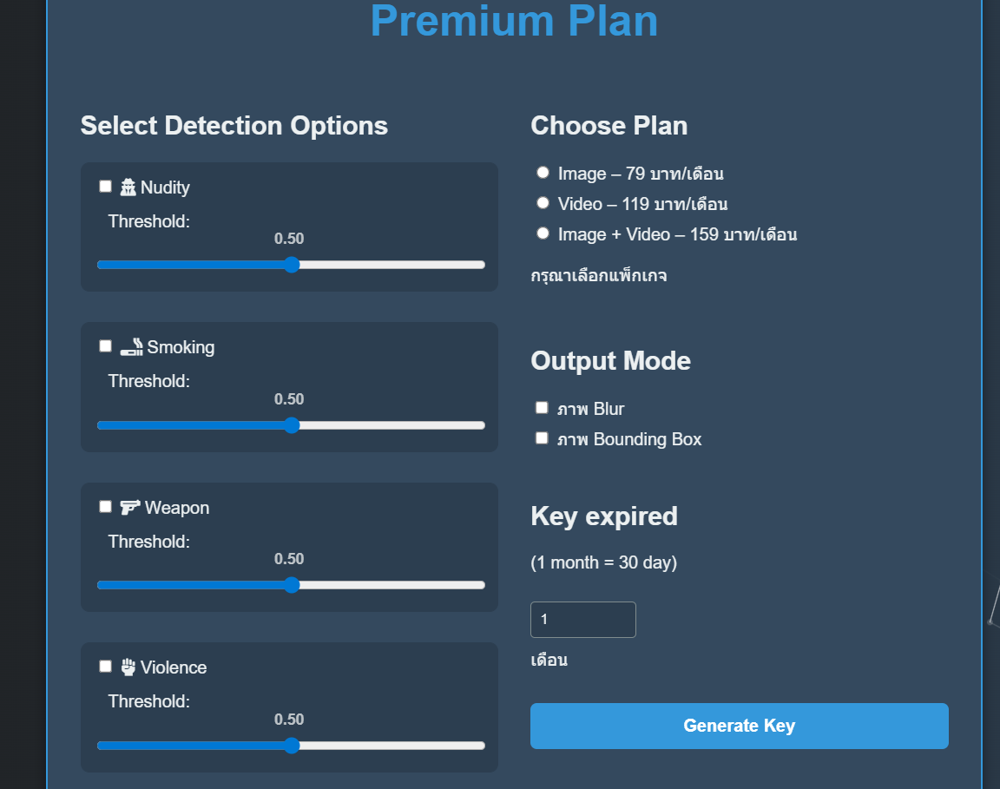 Premium Plan
Select Detection Options
Nudity
Threshold:
0.50
Smoking
Threshold:
0.50
Weapon
Threshold:
0.50
Violence
Threshold:
0.50
Choose Plan
Image – 79 บาท/เดือน
Video – 119 บาท/เดือน
Image + Video – 159 บาท/เดือน
กรุณาเลือกแพ็กเกจ
Output Mode
ภาพ Blur
ภาพ Bounding Box
Key expired
(1 month = 30 day)
1
เดือน
Generate Key